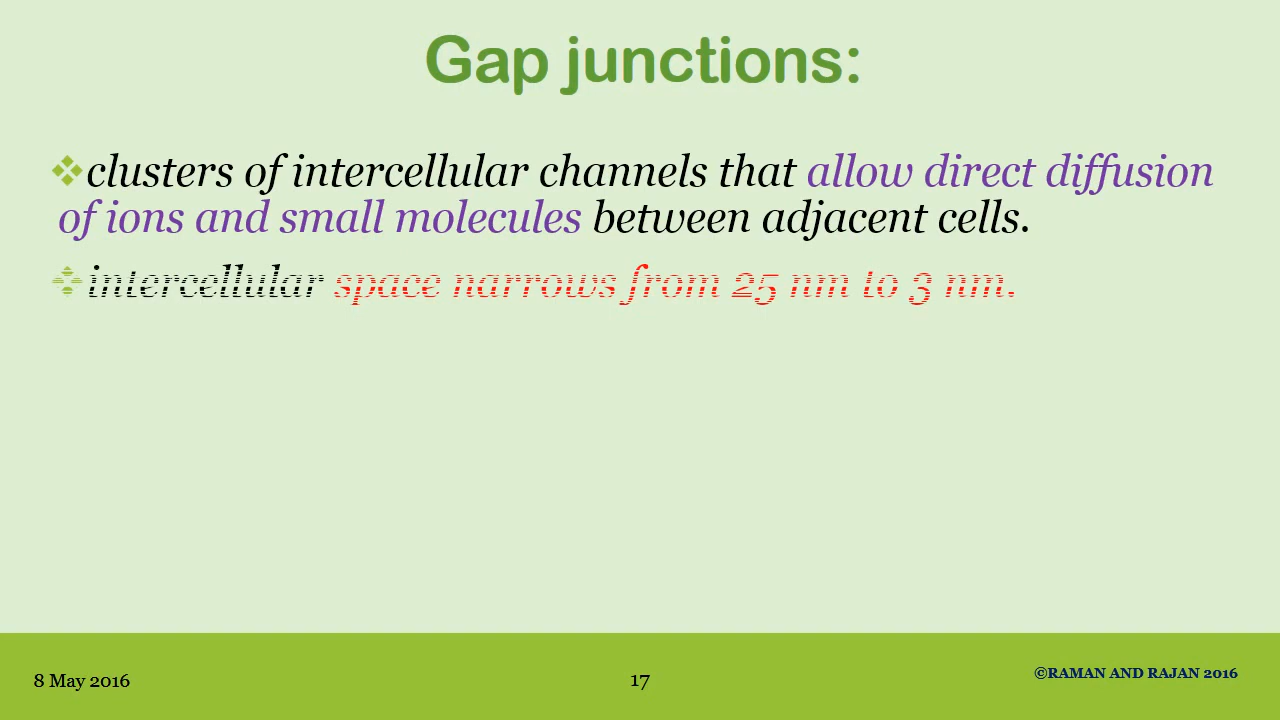 Gap junctions:
❖clusters of intercellular channels that allow direct diffusion
of ions and small molecules between adjacent cells.
❖intercellular space narrows from 25 nm to 3 nm.
8 May 2016
17
©RAMAN AND RAJAN 2016